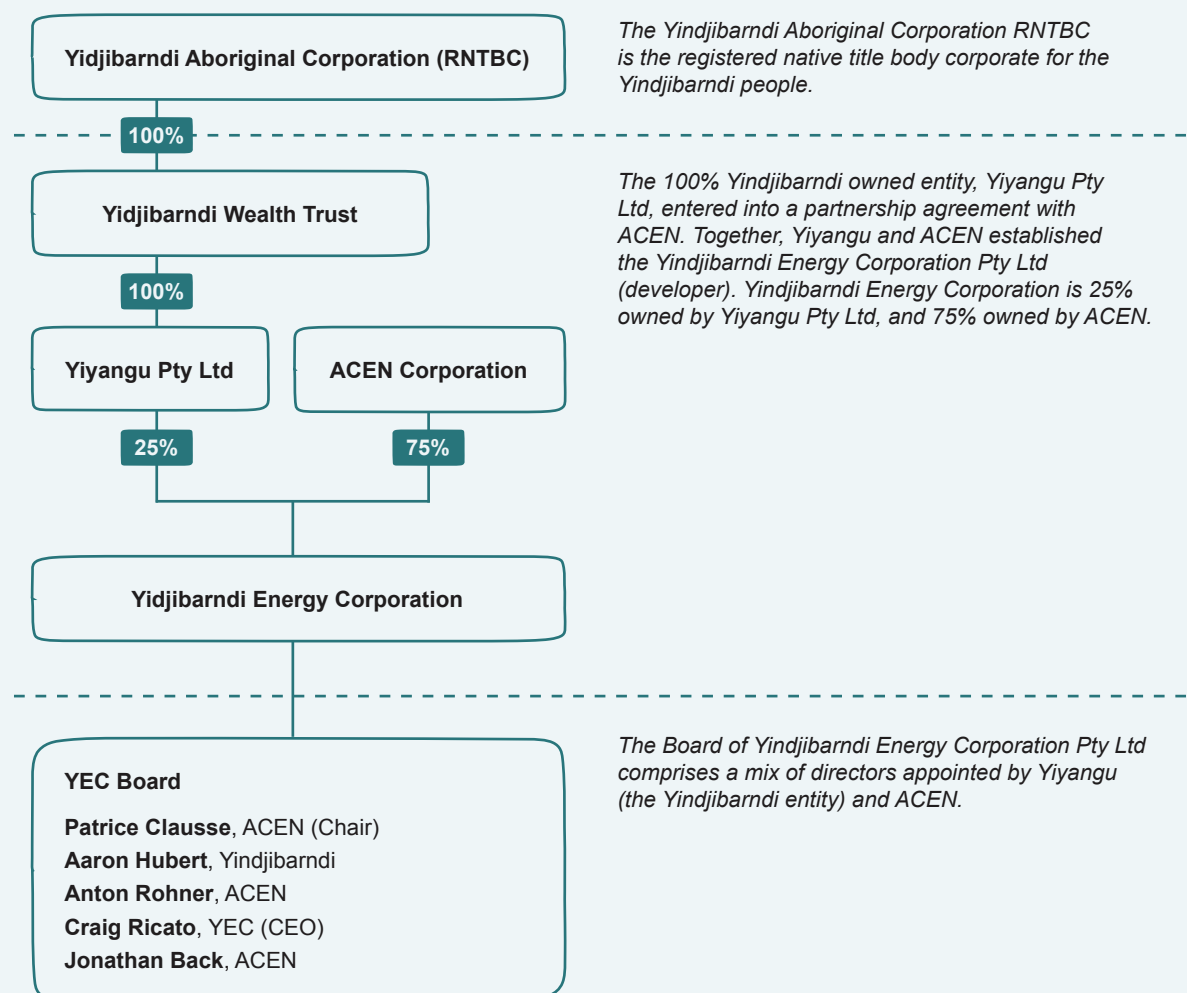 Yidjibarndi Aboriginal Corporation (RNTBC)
The Yindjibarndi Aboriginal Corporation RNTBC
is the registered native title body corporate for the
Yindjibarndi people.
100%
Yidjibarndi Wealth Trust
The 100% Yindjibarndi owned entity, Yiyangu Pty
Ltd, entered into a partnership agreement with
ACEN. Together, Yiyangu and ACEN established
the Yindjibarndi Energy Corporation Pty Ltd
(developer). Yindjibarndi Energy Corporation is 25%
owned by Yiyangu Pty Ltd, and 75% owned by ACEN.
100%
Yiyangu Pty Ltd
ACEN Corporation
25%
75%
Yidjibarndi Energy Corporation
YEC Board
Patrice Clausse, ACEN (Chair)
Aaron Hubert, Yindjibarndi
Anton Rohner, ACEN
Craig Ricato, YEC (CEO)
Jonathan Back, ACEN
The Board of Yindjibarndi Energy Corporation Pty Ltd
comprises a mix of directors appointed by Yiyangu
(the Yindjibarndi entity) and ACEN.